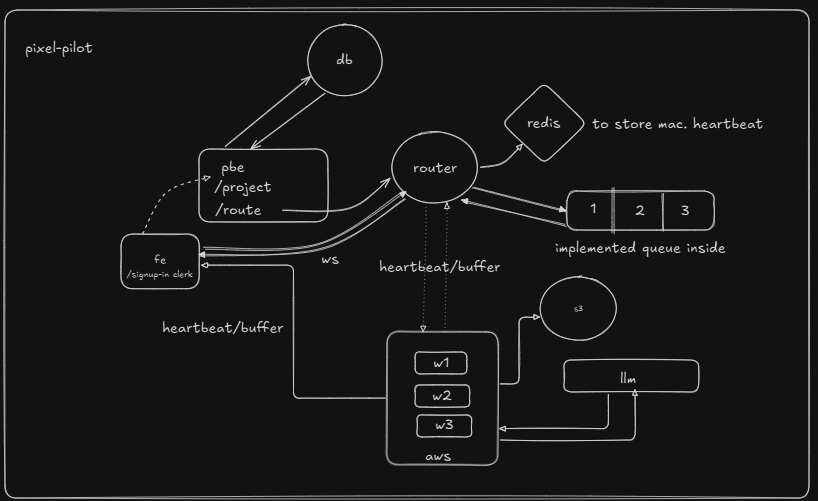 pixel-pilot
db
redis
to store mac. heartbeat
pbe
/project
/route
router
1
2
3
implemented queue inside
fe
/signup-in clerk
ws
heartbeat/buffer
s3
heartbeat/buffer
w1
w2
w3
aws
llm